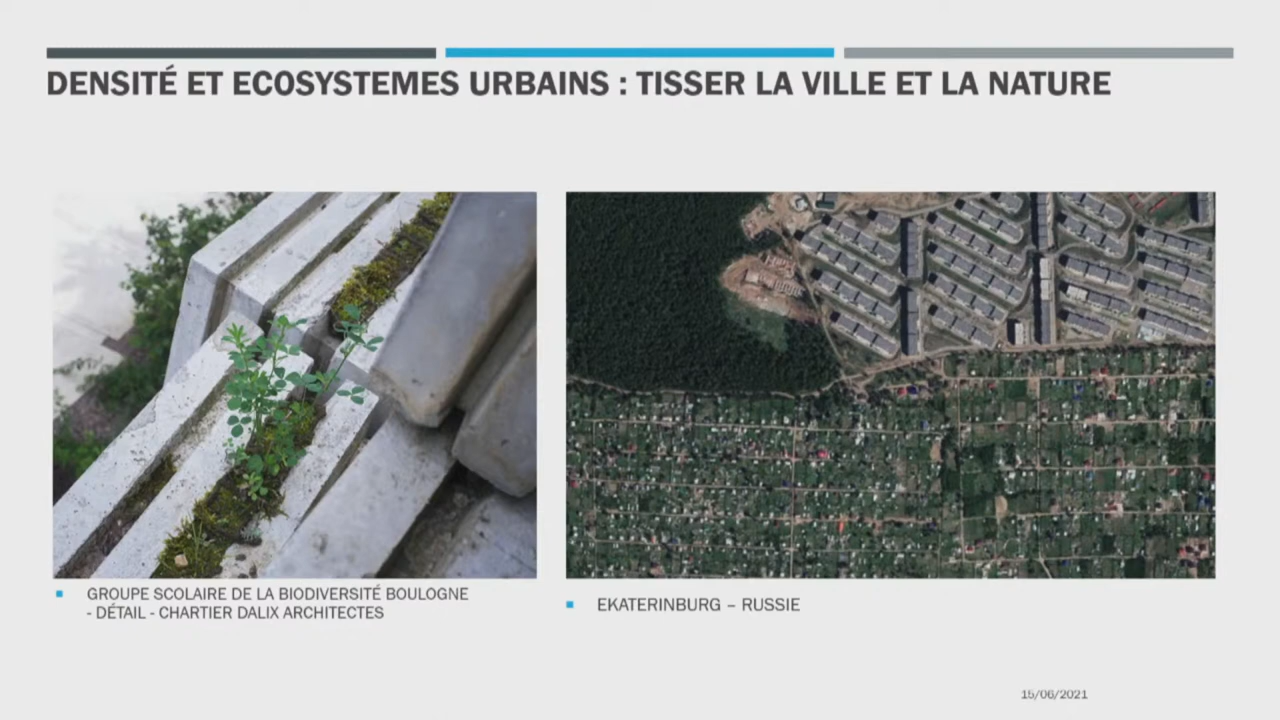 DENSITÉ ET ECOSYSTEMES URBAINS : TISSER LA VILLE ET LA NATURE
GROUPE SCOLAIRE DE LA BIODIVERSITÉ BOULOGNE
- DÉTAIL - CHARTIER DALIX ARCHITECTES
EKATERINBURG – RUSSIE
15/06/2021